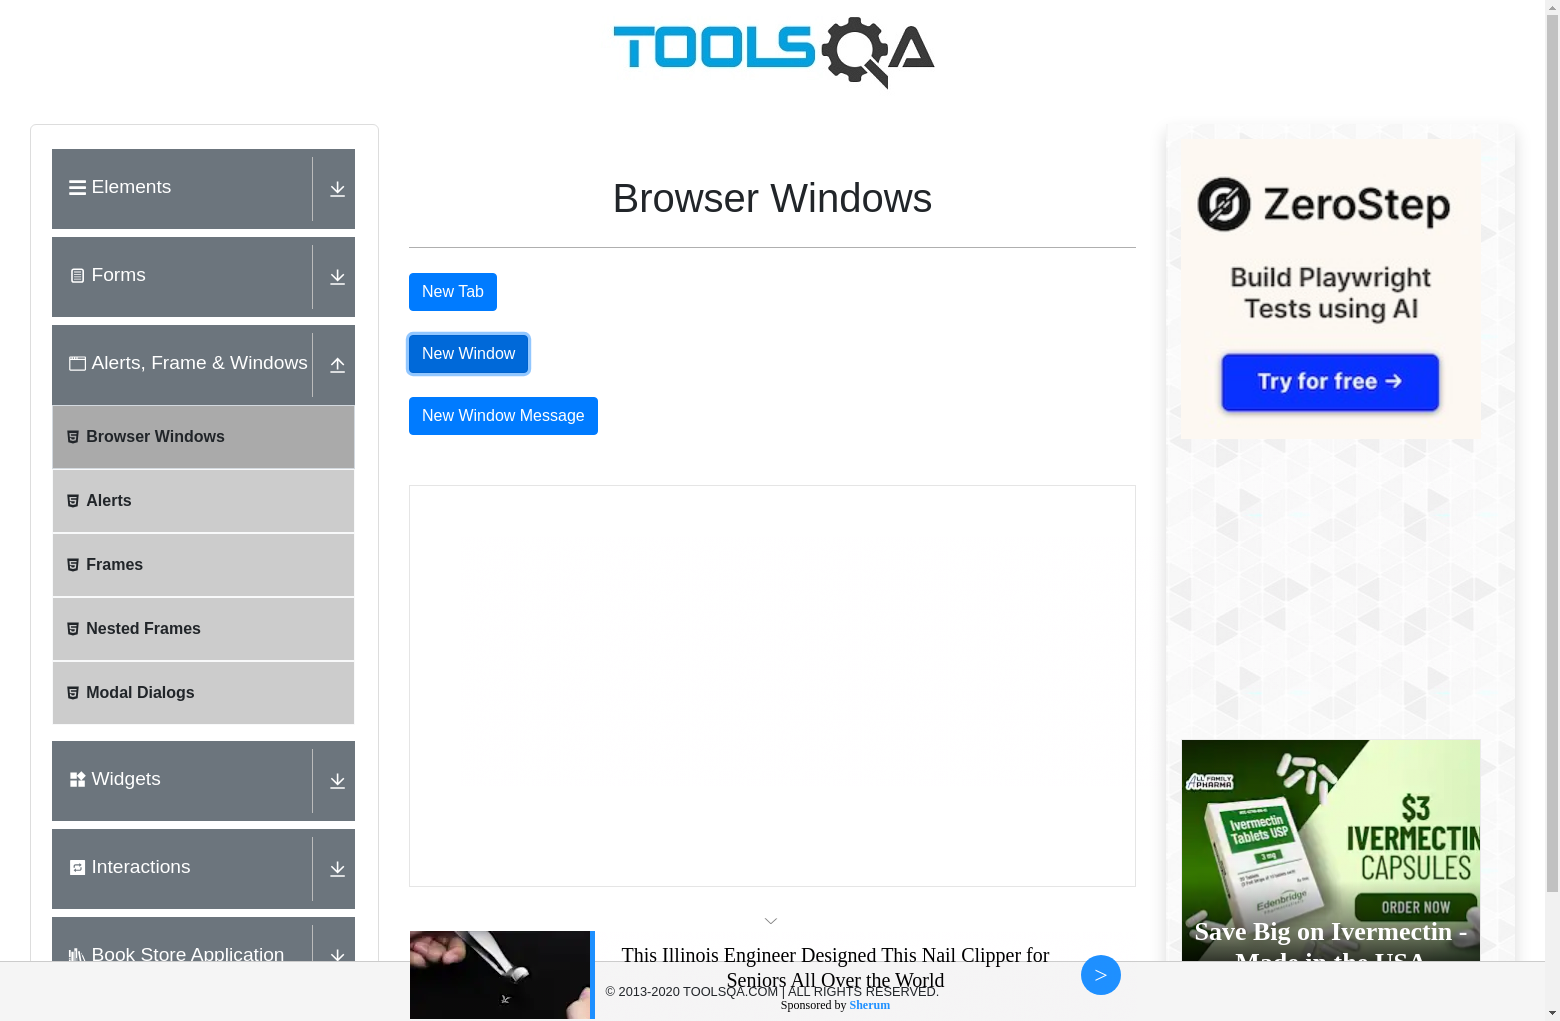 TOOLSQA
Elements
Forms
Alerts, Frame & Windows
Browser Windows
Alerts
Frames
Nested Frames
Modal Dialogs
Widgets
Interactions
Book Store Application
Browser Windows
New Tab
New Window
New Window Message
This Illinois Engineer Designed This Nail Clipper for
Seniors All Over the World
Sponsored by Sherum
>
© 2013-2020 TOOLSQA.COM | ALL RIGHTS RESERVED.
ZeroStep
Build Playwright
Tests using AI
Try for free →
ALL FAMILY
PHARMA
$3
IVERMECTIN
CAPSULES
ORDER NOW
Ivermectin
Tablets USP
3 mg
Edenbridge
Save Big on Ivermectin -
Made in the USA